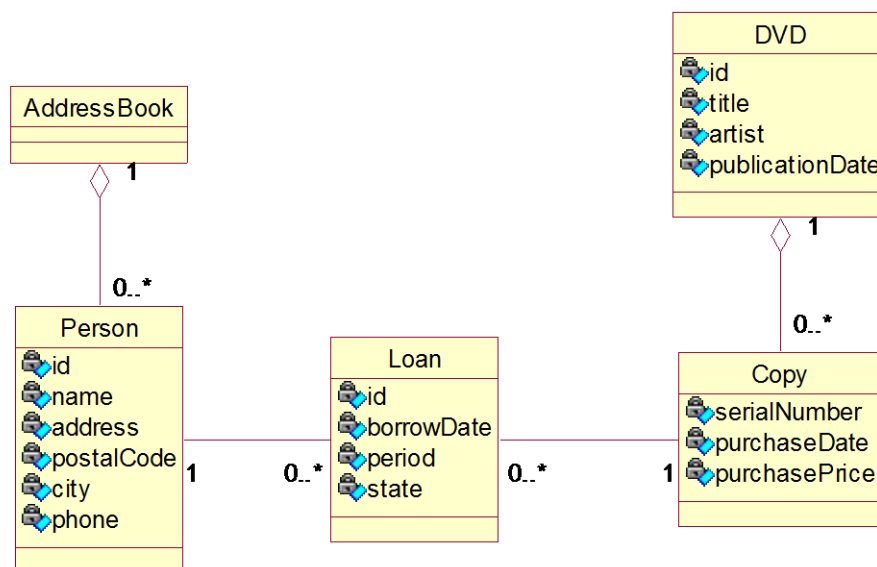 DVD
id
title
artist
publicationDate
AddressBook
1
1
0..*
0..*
Person
id
name
address
postalCode
city
phone
Loan
id
borrowDate
period
state
Copy
serialNumber
purchaseDate
purchasePrice
1
0..*
0..*
1